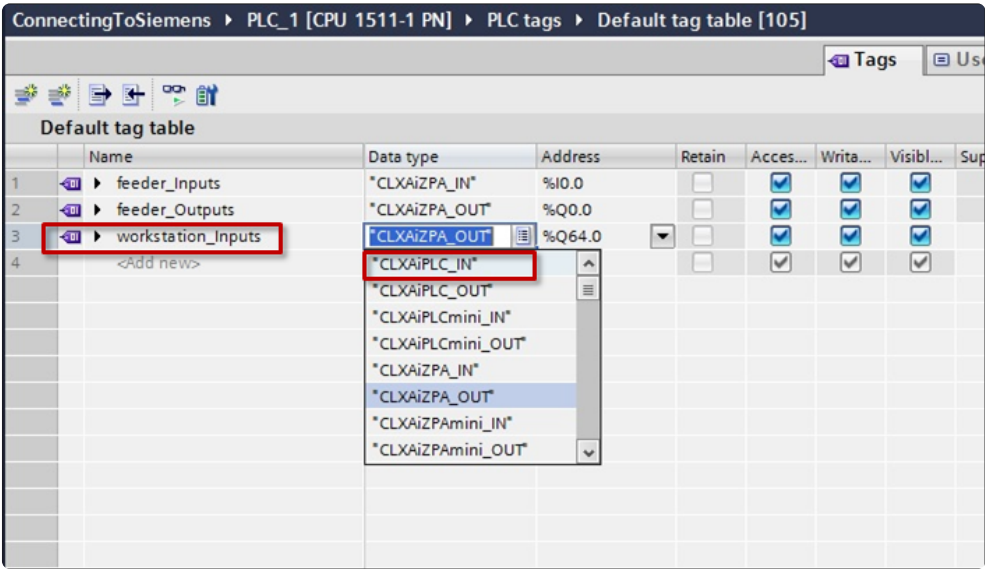 ConnectingToSiemens ▸ PLC_1 [CPU 1511-1 PN] ▸ PLC tags ▸ Default tag table [105]
Tags
Default tag table
Name Data type Address Retain Acces... Writa... Visibl...
1 feeder_Inputs "CLXAiZPA_IN" %I0.0
2 feeder_Outputs "CLXAiZPA_OUT" %Q0.0
3 workstation_Inputs "CLXAiZPA_OUT" %Q64.0
4 <Add new>
"CLXAiPLC_IN"
"CLXAiPLC_OUT"
"CLXAiPLCmini_IN"
"CLXAiPLCmini_OUT"
"CLXAiZPA_IN"
"CLXAiZPA_OUT"
"CLXAiZPAmini_IN"
"CLXAiZPAmini_OUT"